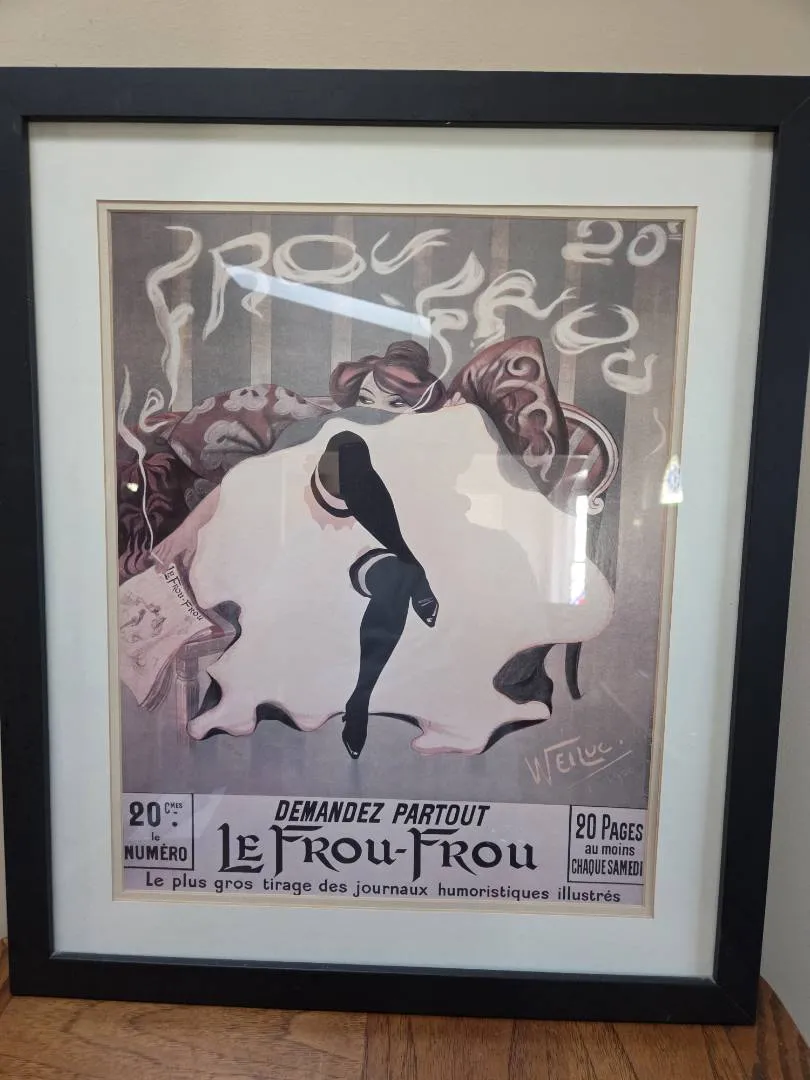 Le Frou-Frou 20c
LE FROU-FROU
WEILUC.
20 CMES
le
NUMÉRO
DEMANDEZ PARTOUT
LE FROU-FROU
20 PAGES
au moins
CHAQUE SAMEDI
Le plus gros tirage des journaux humoristiques illustrés